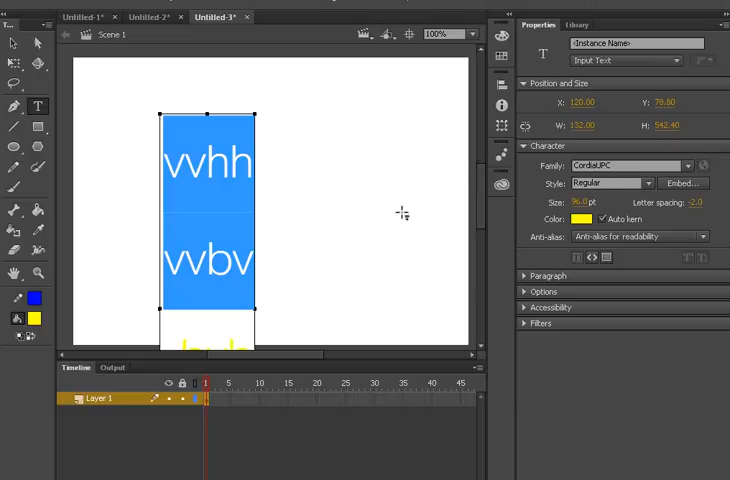 Untitled-1*
Untitled-2*
Untitled-3*
Scene 1
100%
vvhh
vvbv
Timeline
Output
1 5 10 15 20 25 30 35 40 45
Layer 1
T...
Properties
Library
<Instance Name>
Input Text
Position and Size
X: 120.00 Y: 78.80
W: 132.00 H: 542.40
Character
Family: CordiaUPC
Style: Regular Embed...
Size: 96.0 pt Letter spacing: -2.0
Color: Auto kern
Anti-alias: Anti-alias for readability
Paragraph
Options
Accessibility
Filters